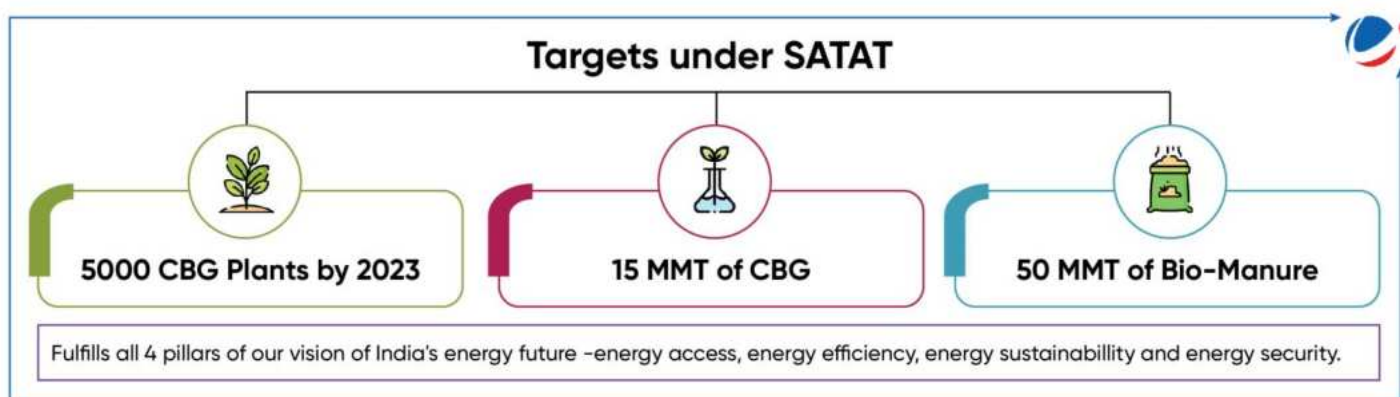 Targets under SATAT
5000 CBG Plants by 2023
15 MMT of CBG
50 MMT of Bio-Manure
Fulfills all 4 pillars of our vision of India's energy future -energy access, energy efficiency, energy sustainabillity and energy security.